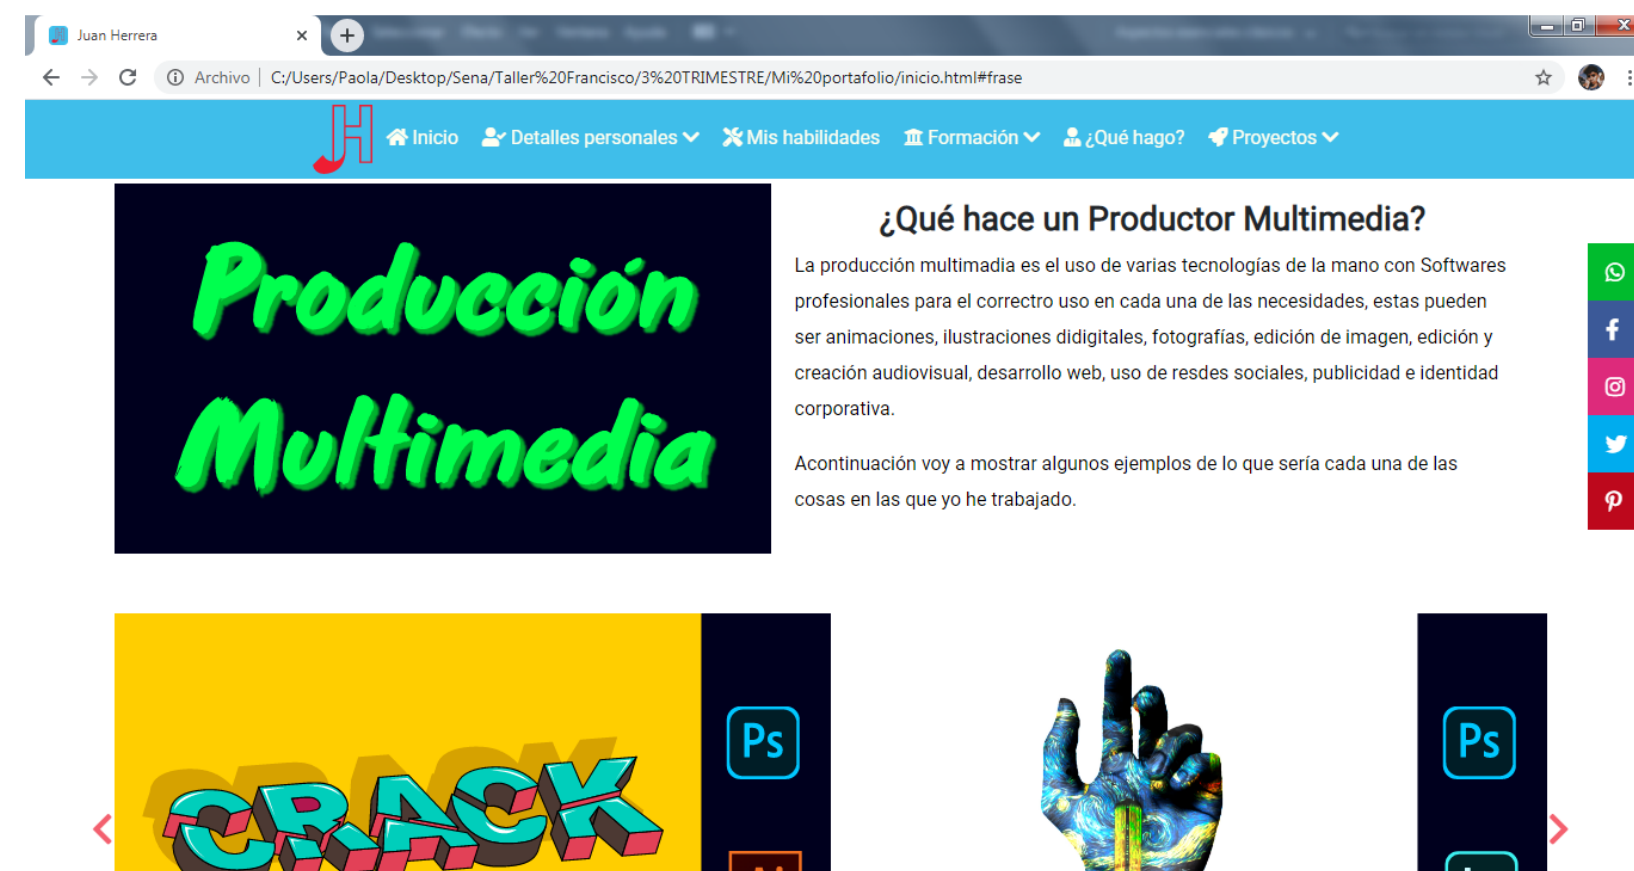 Juan Herrera
Archivo C:/Users/Paola/Desktop/Sena/Taller%20Francisco/3%20TRIMESTRE/Mi%20portafolio/inicio.html#frase
JH Inicio Detalles personales Mis habilidades Formación ¿Qué hago? Proyectos
Producción
Multimedia
¿Qué hace un Productor Multimedia?
La producción multimadia es el uso de varias tecnologías de la mano con Softwares
profesionales para el correctro uso en cada una de las necesidades, estas pueden
ser animaciones, ilustraciones didigitales, fotografías, edición de imagen, edición y
creación audiovisual, desarrollo web, uso de resdes sociales, publicidad e identidad
corporativa.
Acontinuación voy a mostrar algunos ejemplos de lo que sería cada una de las
cosas en las que yo he trabajado.
CRACK
Ps
Ps